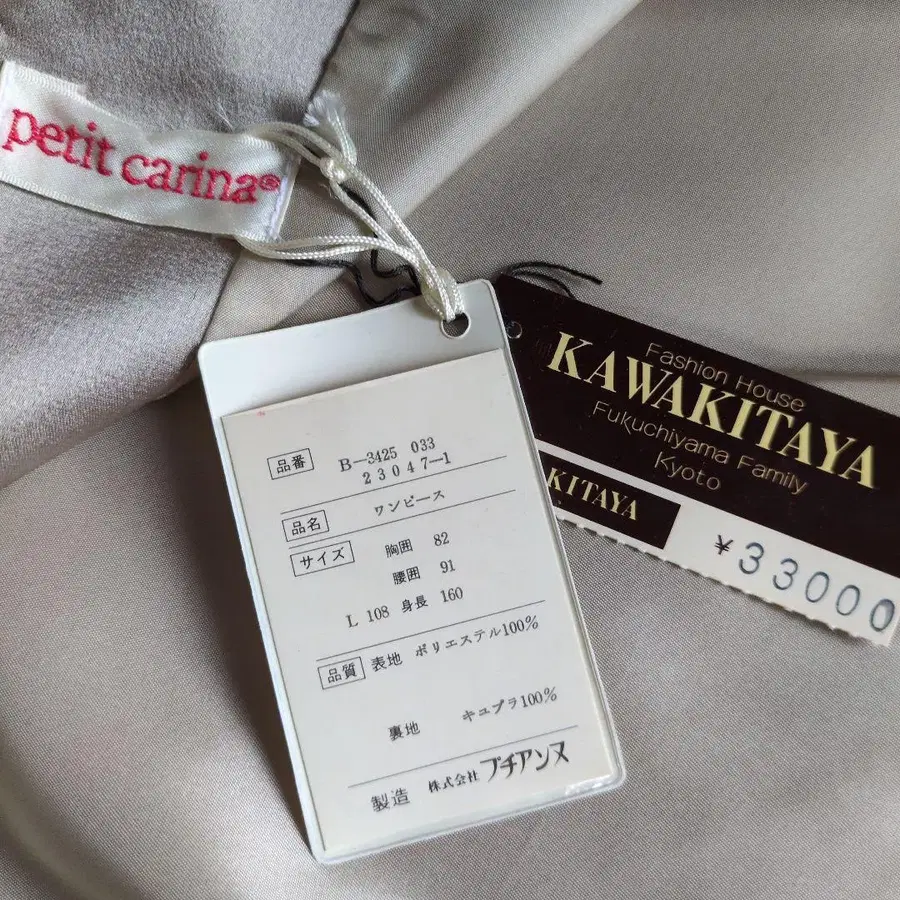 petit carina®
品番 B-3425 033
23047-1
品名 ワンピース
サイズ 胸囲 82
腰囲 91
L 108 身長 160
品質 表地 ポリエステル100%
裏地 キュプラ100%
製造 株式会社 プチアンヌ
Fashion House
KAWAKITAYA
Fukuchiyama Family
Kyoto
KITAYA
¥33000